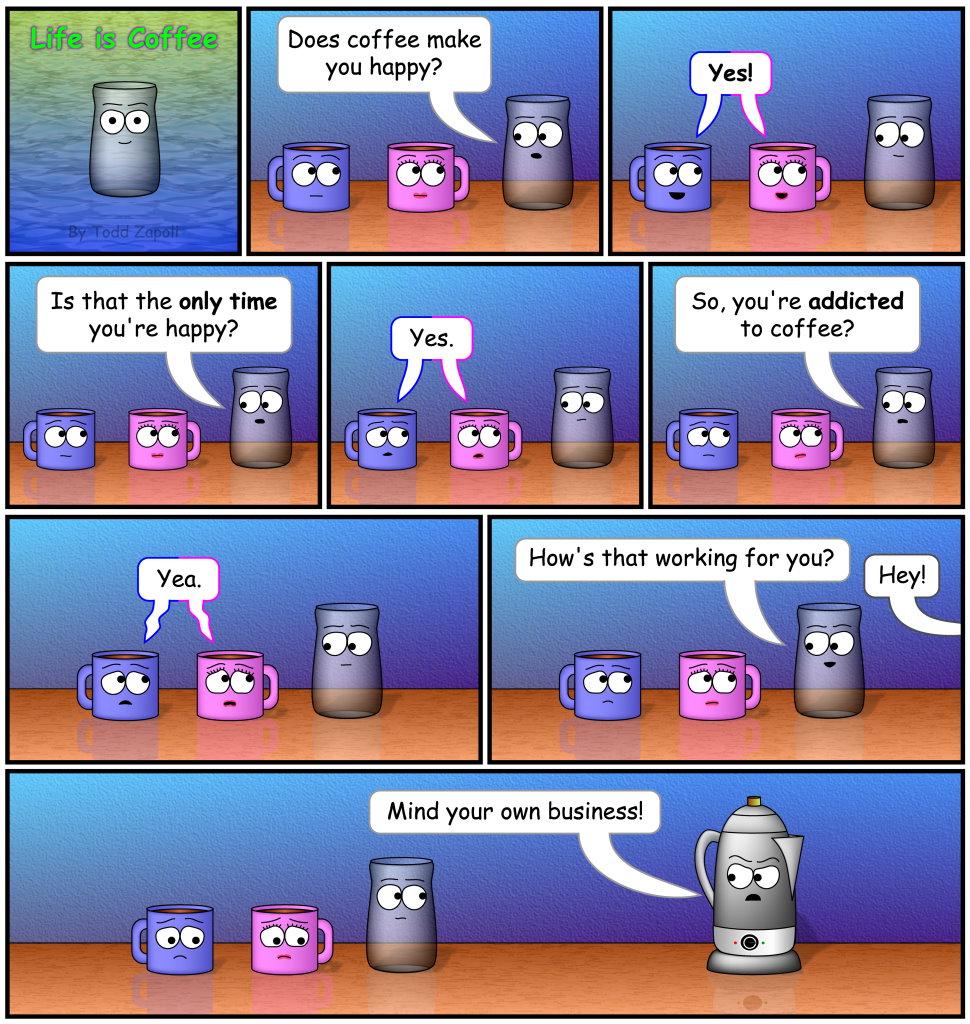 Life is Coffee
By Todd Zapoli
Does coffee make
you happy?
Yes!
Is that the only time
you're happy?
Yes.
So, you're addicted
to coffee?
Yea.
How's that working for you?
Hey!
Mind your own business!